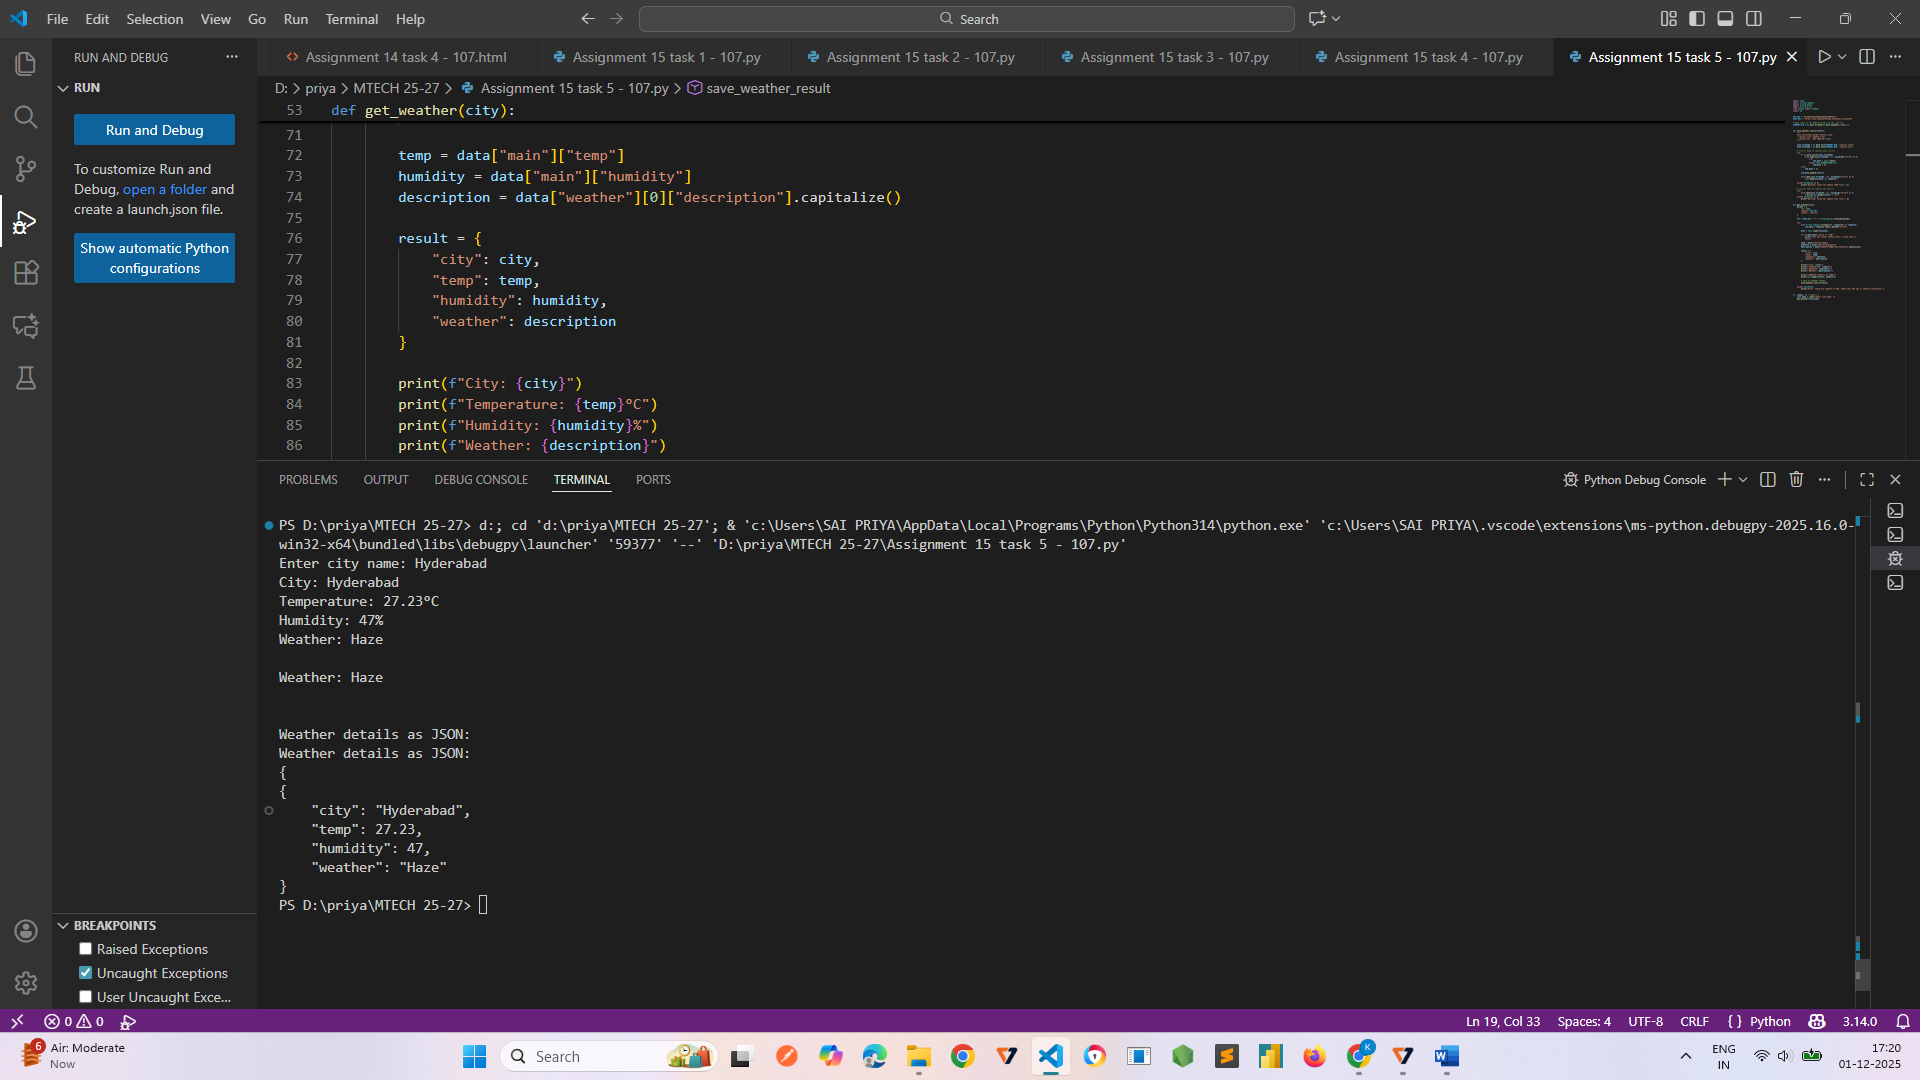 File Edit Selection View Go Run Terminal Help
Search
RUN AND DEBUG
Assignment 14 task 4 - 107.html
Assignment 15 task 1 - 107.py
Assignment 15 task 2 - 107.py
Assignment 15 task 3 - 107.py
Assignment 15 task 4 - 107.py
Assignment 15 task 5 - 107.py
RUN
Run and Debug
To customize Run and
Debug, open a folder and
create a launch.json file.
Show automatic Python
configurations
D: > priya > MTECH 25-27 > Assignment 15 task 5 - 107.py > save_weather_result
53 def get_weather(city):
71
72 temp = data["main"]["temp"]
73 humidity = data["main"]["humidity"]
74 description = data["weather"][0]["description"].capitalize()
75
76 result = {
77 "city": city,
78 "temp": temp,
79 "humidity": humidity,
80 "weather": description
81 }
82
83 print(f"City: {city}")
84 print(f"Temperature: {temp}°C")
85 print(f"Humidity: {humidity}%")
86 print(f"Weather: {description}")
PROBLEMS OUTPUT DEBUG CONSOLE TERMINAL PORTS
Python Debug Console
PS D:\priya\MTECH 25-27> d:; cd 'd:\priya\MTECH 25-27'; & 'c:\Users\SAI PRIYA\AppData\Local\Programs\Python\Python314\python.exe' 'c:\Users\SAI PRIYA\.vscode\extensions\ms-python.debugpy-2025.16.0-
win32-x64\bundled\libs\debugpy\launcher' '59377' '--' 'D:\priya\MTECH 25-27\Assignment 15 task 5 - 107.py'
Enter city name: Hyderabad
City: Hyderabad
Temperature: 27.23°C
Humidity: 47%
Weather: Haze
Weather: Haze
Weather details as JSON:
Weather details as JSON:
{
{
"city": "Hyderabad",
"temp": 27.23,
"humidity": 47,
"weather": "Haze"
}
PS D:\priya\MTECH 25-27>
BREAKPOINTS
Raised Exceptions
Uncaught Exceptions
User Uncaught Exce...
0 0
Ln 19, Col 33 Spaces: 4 UTF-8 CRLF { } Python 3.14.0
6
Air: Moderate
Now
Search
K
ENG
IN
17:20
01-12-2025